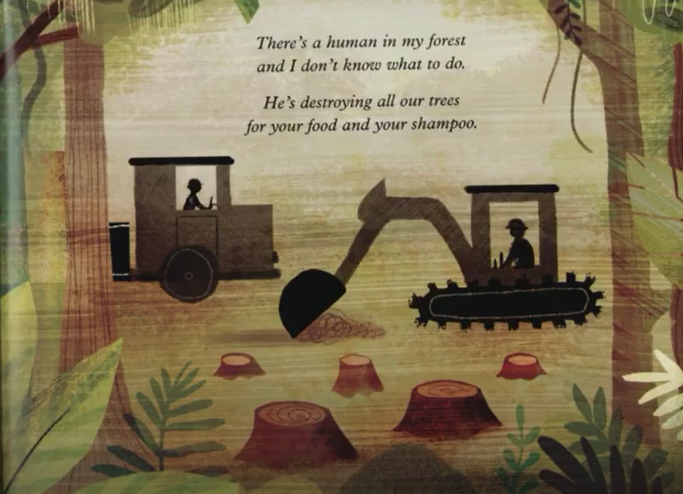 There's a human in my forest
and I don't know what to do.
He's destroying all our trees
for your food and your shampoo.